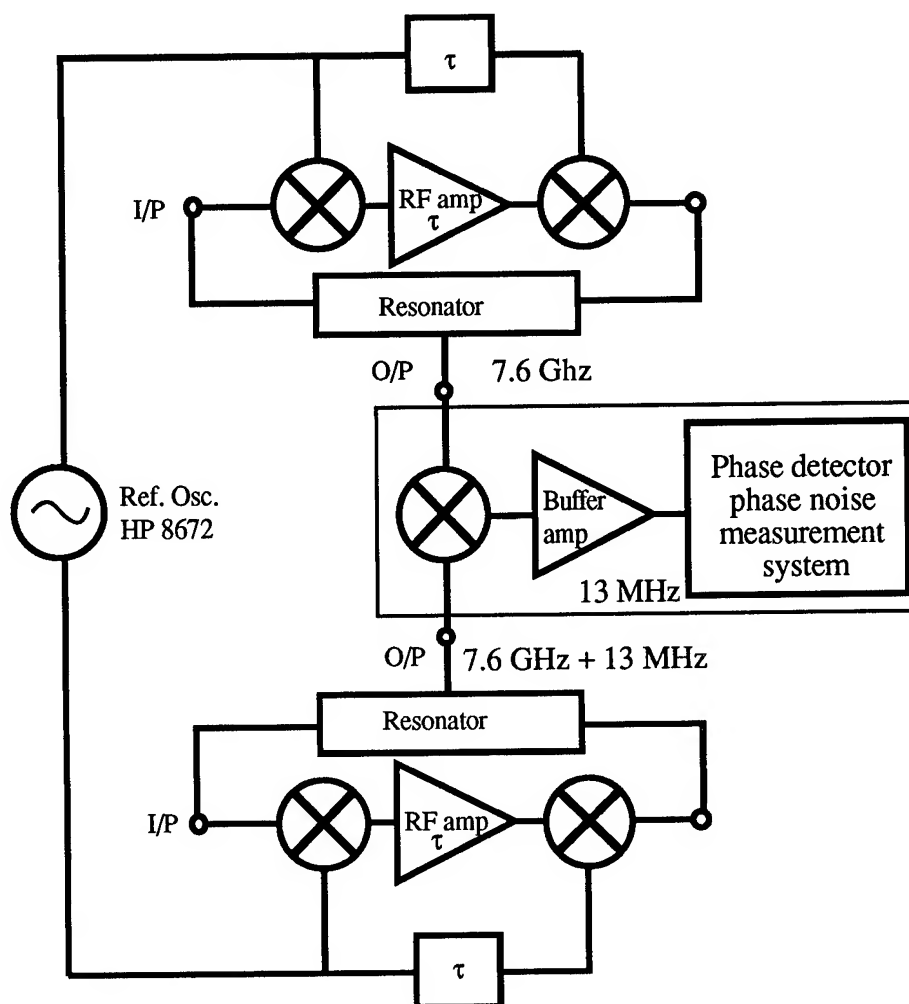 τ
I/P
RF amp
τ
Resonator
O/P
7.6 Ghz
Ref. Osc.
HP 8672
Buffer
amp
Phase detector
phase noise
measurement
system
13 MHz
O/P
7.6 GHz + 13 MHz
Resonator
I/P
RF amp
τ
τ